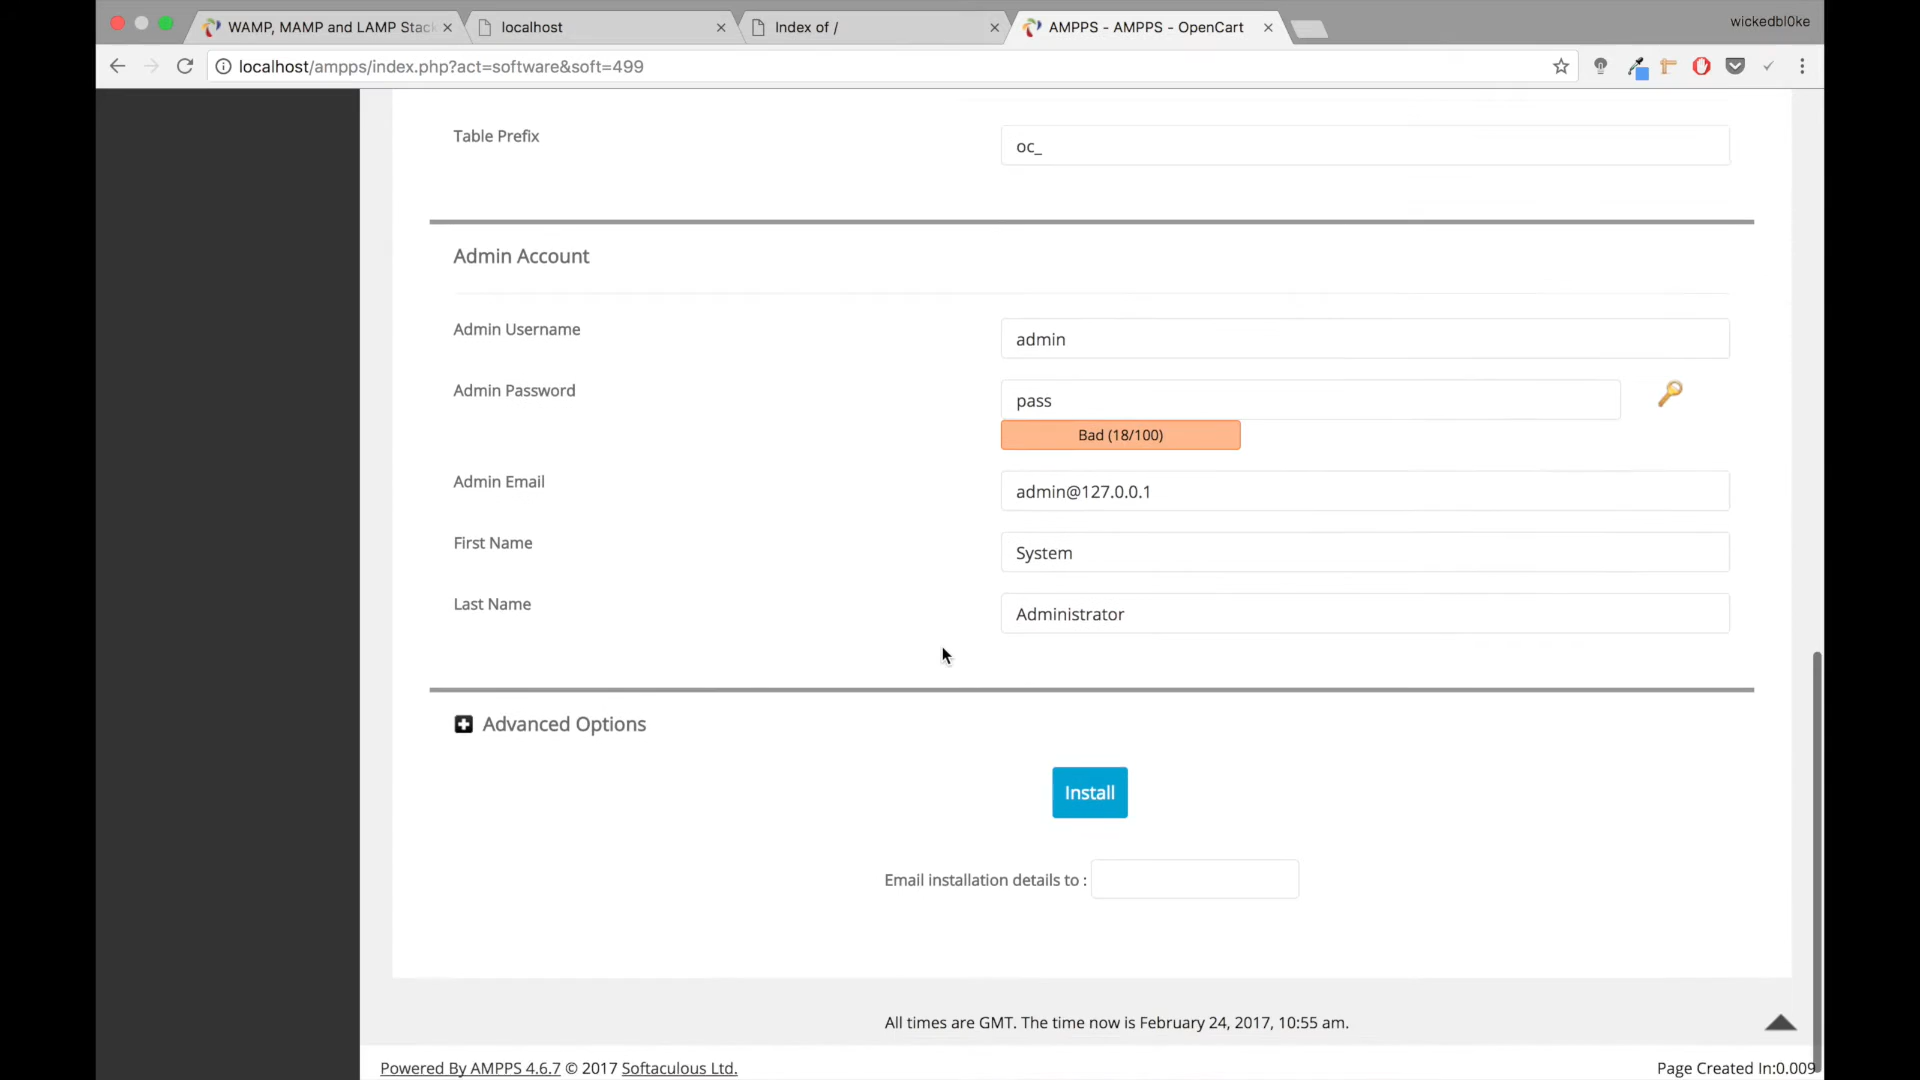 WAMP, MAMP and LAMP Stack
localhost
Index of /
AMPPS - AMPPS - OpenCart
wickedbl0ke
localhost/ampps/index.php?act=software&soft=499
Table Prefix
oc_
Admin Account
Admin Username
admin
Admin Password
pass
Bad (18/100)
Admin Email
admin@127.0.0.1
First Name
System
Last Name
Administrator
Advanced Options
Install
Email installation details to :
All times are GMT. The time now is February 24, 2017, 10:55 am.
Powered By AMPPS 4.6.7 © 2017 Softaculous Ltd.
Page Created In:0.009